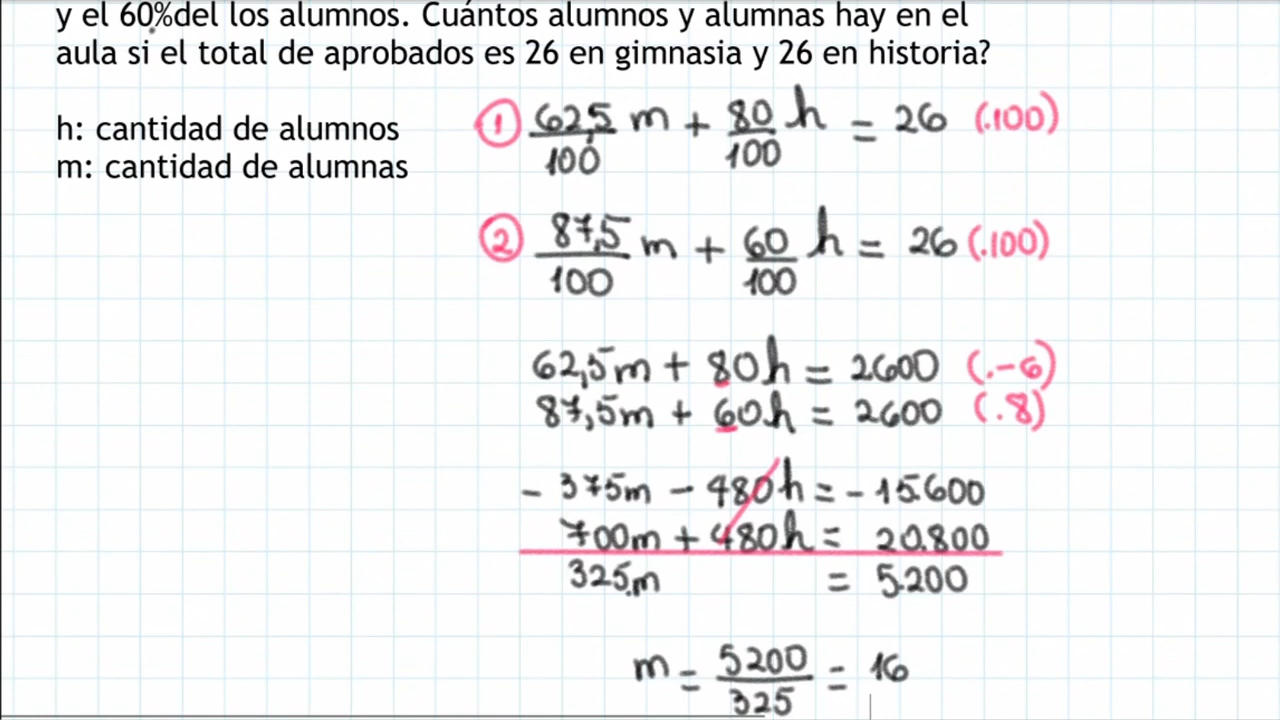 y el 60%del los alumnos. Cuántos alumnos y alumnas hay en el
aula si el total de aprobados es 26 en gimnasia y 26 en historia?
h: cantidad de alumnos
m: cantidad de alumnas
① 62,5/100 m + 80/100 h = 26 (.100)
② 87,5/100 m + 60/100 h = 26 (.100)
62,5m + 80h = 2600 (.-6)
87,5m + 60h = 2600 (.8)
- 375m - 480h = - 15.600
700m + 480h = 20.800
325m = 5.200
m = 5200/325 = 16